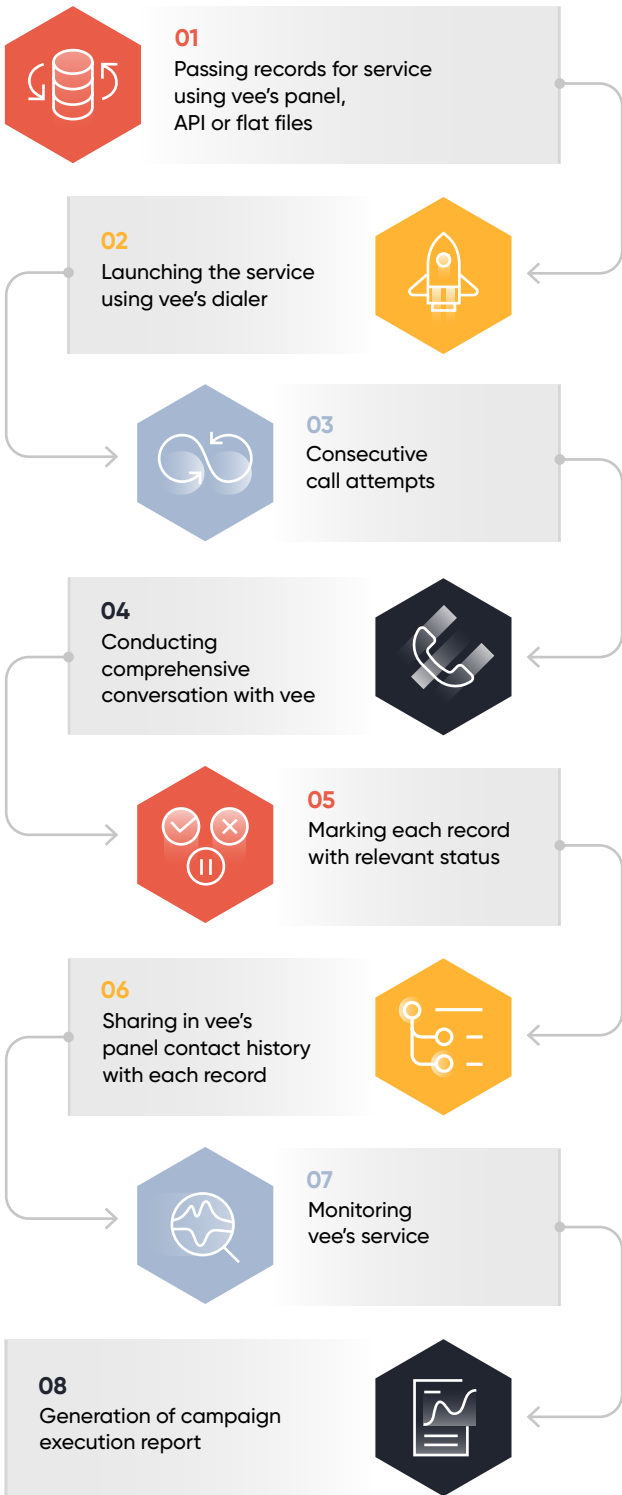 01
Passing records for service
using vee's panel,
API or flat files
02
Launching the service
using vee's dialer
03
Consecutive
call attempts
04
Conducting
comprehensive
conversation with vee
05
Marking each record
with relevant status
06
Sharing in vee's
panel contact history
with each record
07
Monitoring
vee's service
08
Generation of campaign
execution report